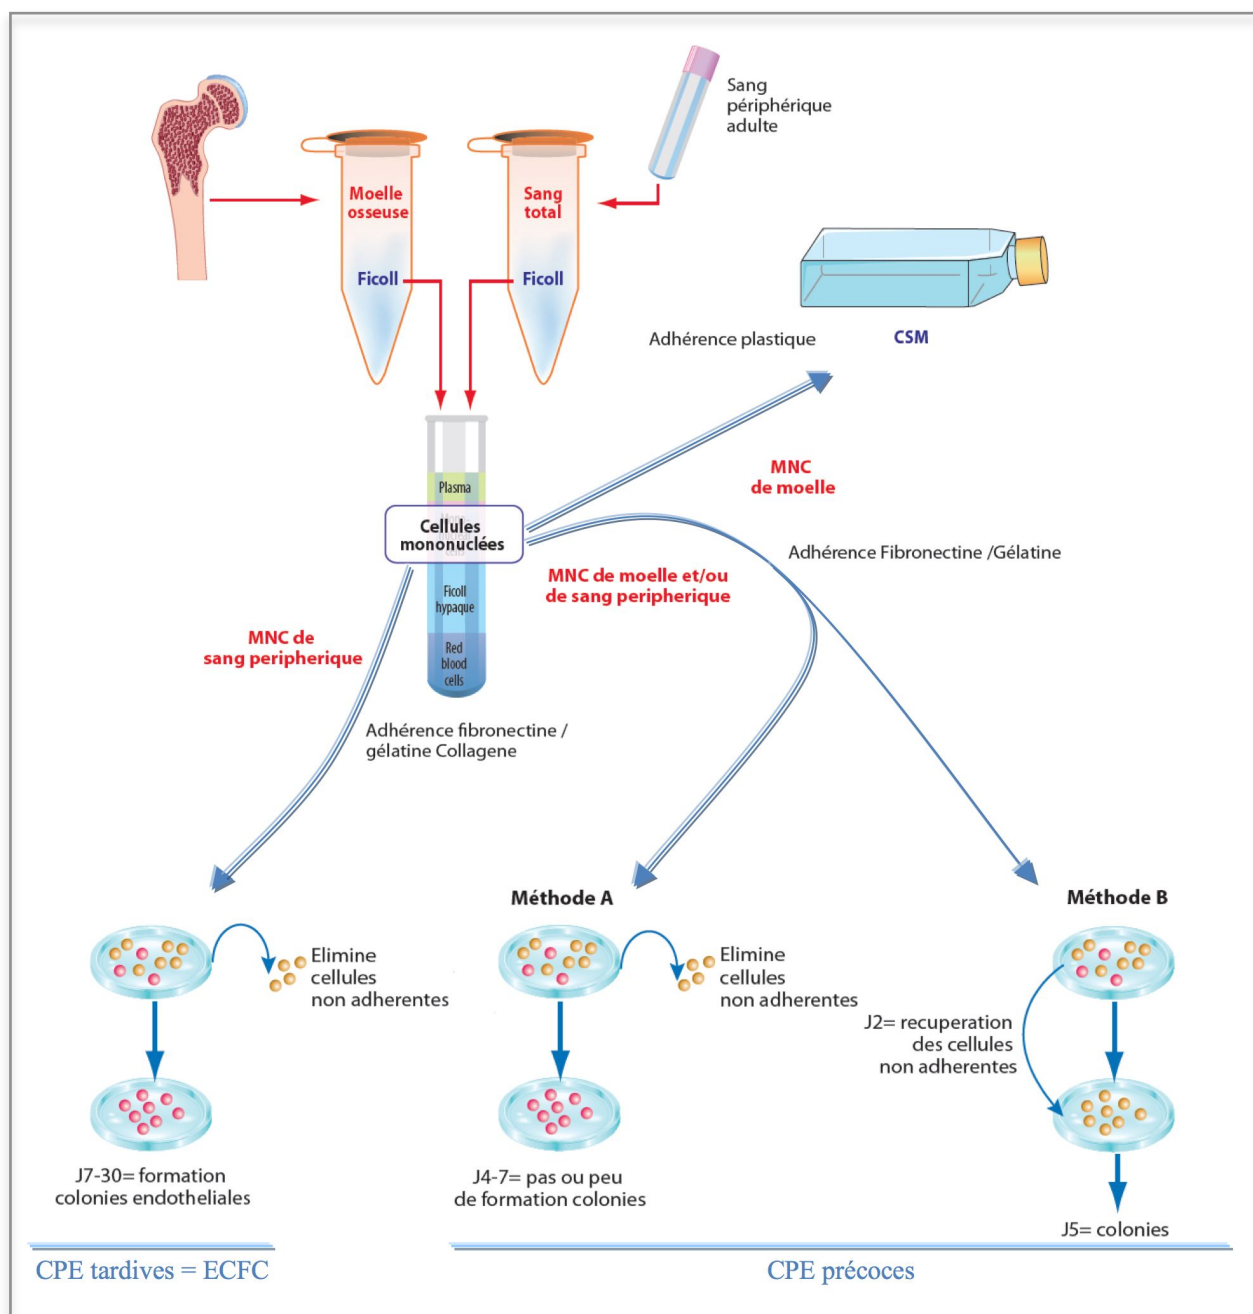 Sang
périphérique
adulte
Moelle
osseuse
Ficoll
Sang
total
Ficoll
Adhérence plastique
CSM
MNC
de moelle
Plasma
Cellules
mononuclées
Adhérence Fibronectine /Gélatine
MNC de moelle et/ou
de sang peripherique
Ficoll
hypaque
MNC de
sang peripherique
Red
blood
cells
Adhérence fibronectine /
gélatine Collagene
Méthode A
Méthode B
Elimine
cellules
non adherentes
Elimine
cellules
non adherentes
J2= recuperation
des cellules
non adherentes
J7-30= formation
colonies endotheliales
J4-7= pas ou peu
de formation colonies
J5= colonies
CPE tardives = ECFC
CPE précoces